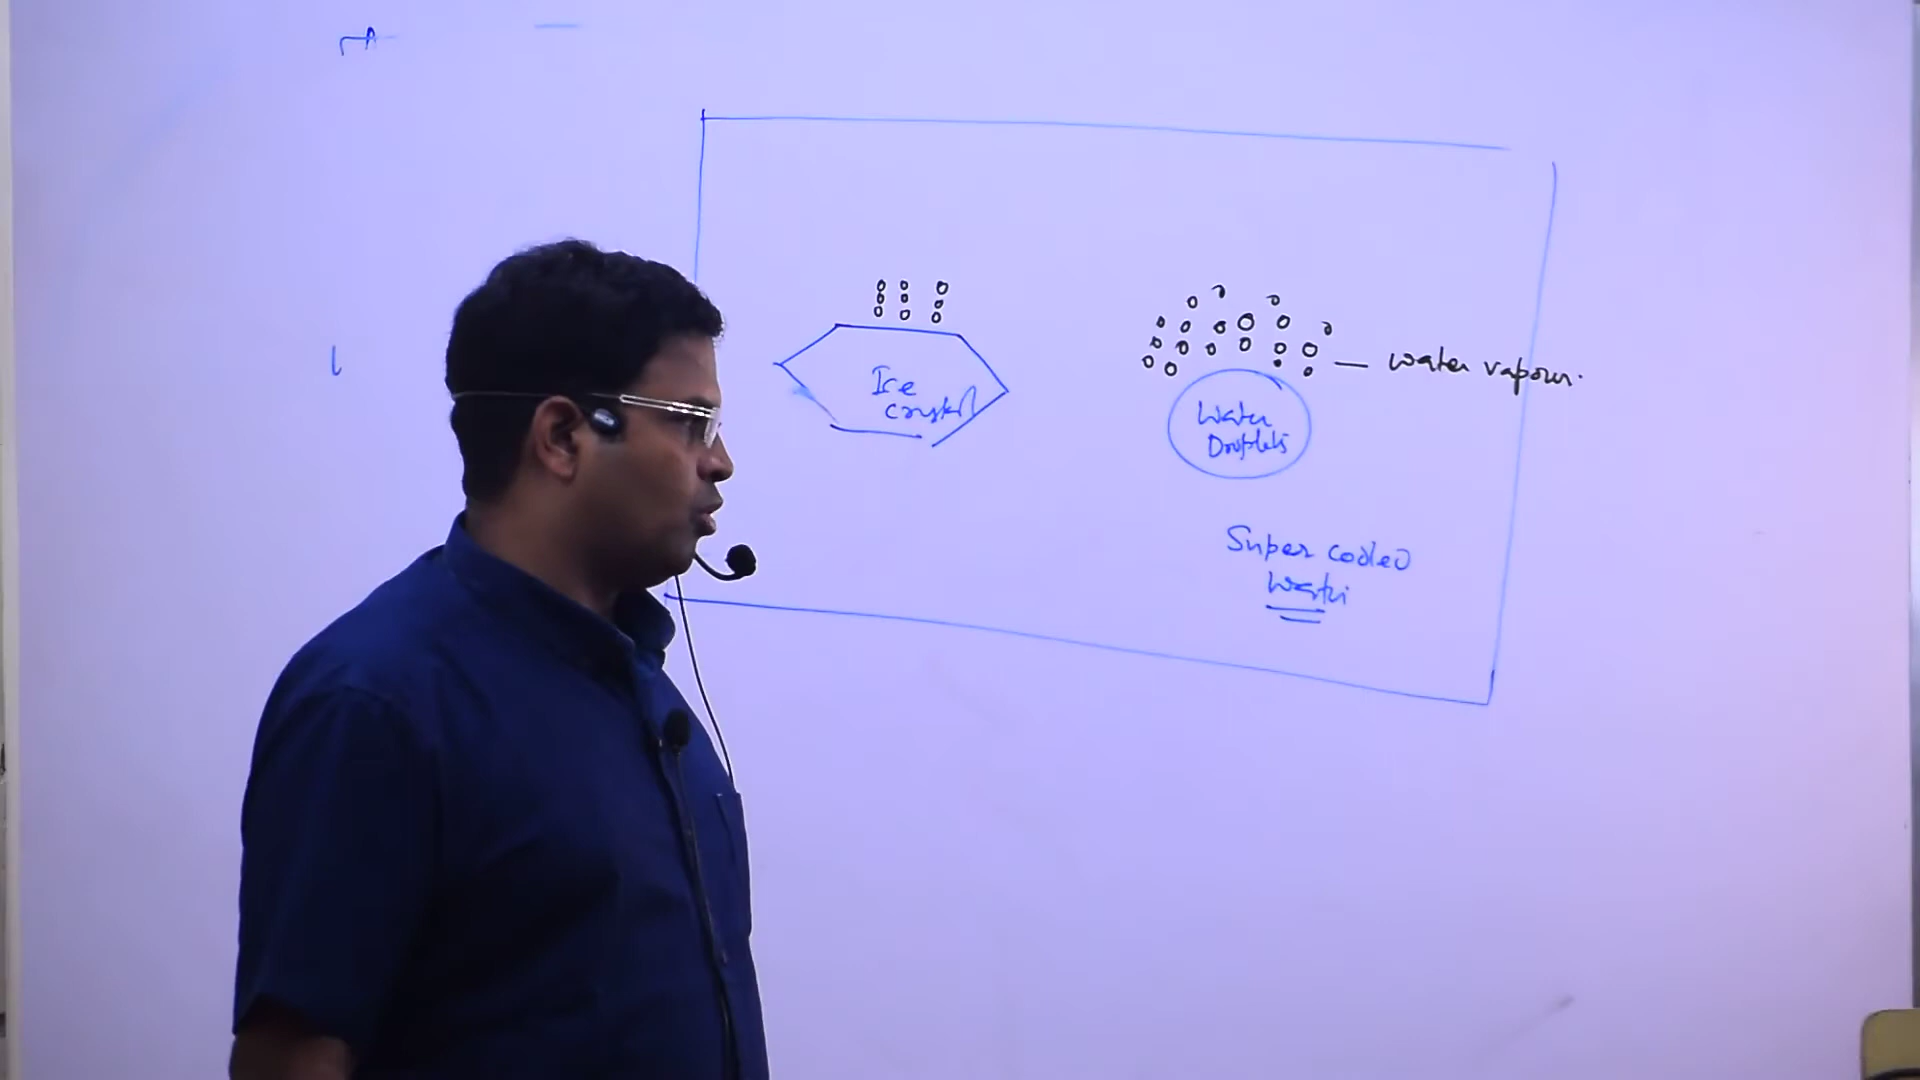 Ice
crystal
water vapour.
Water
Droplets
Super cooled
Water